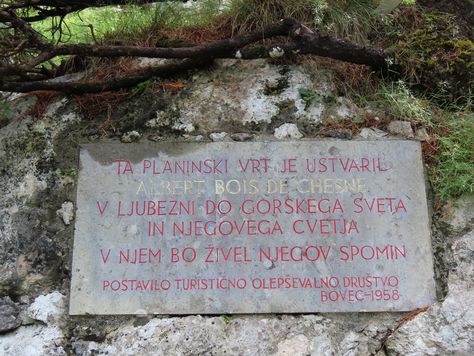 TA PLANINSKI VRT JE USTVARIL
ALBERT BOIS DE CHESNE
V LJUBEZNI DO GORSKEGA SVETA
IN NJEGOVEGA CVETJA
V NJEM BO ŽIVEL NJEGOV SPOMIN
POSTAVILO TURISTIČNO OLEPŠEVALNO DRUŠTVO
BOVEC-1958